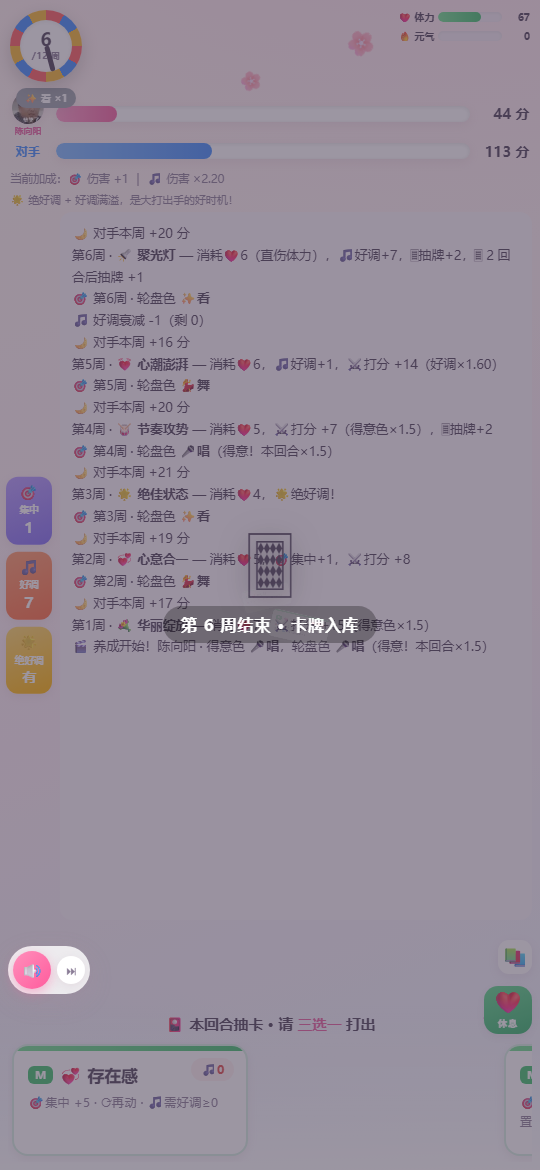 6
/12周
体力 67
元气 0
看 ×1
陈向阳
44 分
对手
113 分
当前加成: 伤害 +1 | 伤害 ×2.20
绝好调 + 好调满溢，是大打出手的好时机!
对手本周 +20 分
第6周 · 聚光灯 — 消耗❤️6（直伤体力），🎵好调+7，抽牌+2，2 回
合后抽牌 +1
第6周 · 轮盘色 ✨看
好调衰减 -1（剩 0）
对手本周 +16 分
第5周 · 心潮澎湃 — 消耗❤️6，🎵好调+1，⚔️打分 +14（好调×1.60）
第5周 · 轮盘色 💃舞
对手本周 +20 分
第4周 · 节奏攻势 — 消耗❤️5，⚔️打分 +7（得意色×1.5），抽牌+2
第4周 · 轮盘色 🎤唱（得意! 本回合×1.5）
对手本周 +21 分
第3周 · 绝佳状态 — 消耗❤️4，🌟绝好调!
第3周 · 轮盘色 ✨看
对手本周 +19 分
第2周 · 心意合一 — 消耗❤️5，🎯集中+1，⚔️打分 +8
第2周 · 轮盘色 💃舞
对手本周 +17 分
第 6 周结束 • 卡牌入库
第1周 · 华丽绽放 得意色×1.5）
养成开始! 陈向阳 · 得意色 🎤唱，轮盘色 🎤唱（得意! 本回合×1.5）
集中
1
好调
7
绝好调
有
休息
本回合抽卡 • 请 三选一 打出
M 存在感 🎵0
集中 +5 · 再动 · 🎵需好调≥0
置